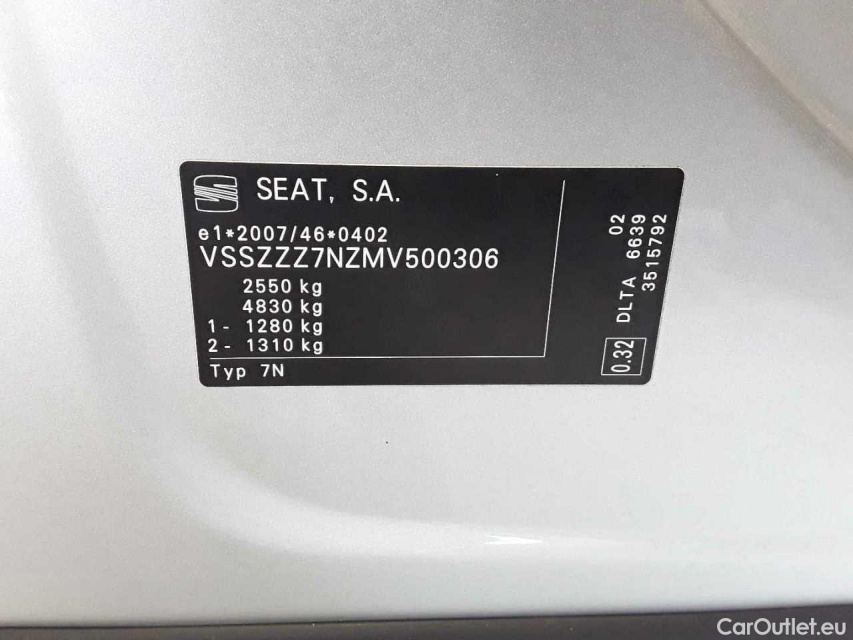 SEAT, S.A.
e1*2007/46*0402
VSSZZZ7NZMV500306
2550 kg
4830 kg
1 - 1280 kg
2 - 1310 kg
Typ 7N
02
DLTA 6639
3515792
0.32
CarOutlet.eu